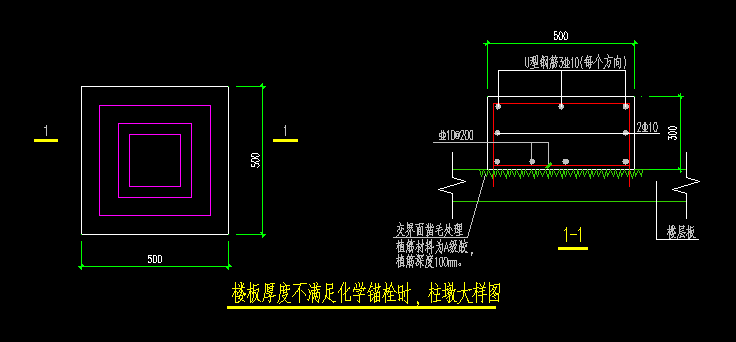 500
U型钢筋3⌀10(每个方向)
1
1
500
⌀10@200
2⌀10
300
500
交界面凿毛处理
植筋材料为A级胶,
植筋深度100mm。
1-1
楼层板
楼板厚度不满足化学锚栓时，柱墩大样图